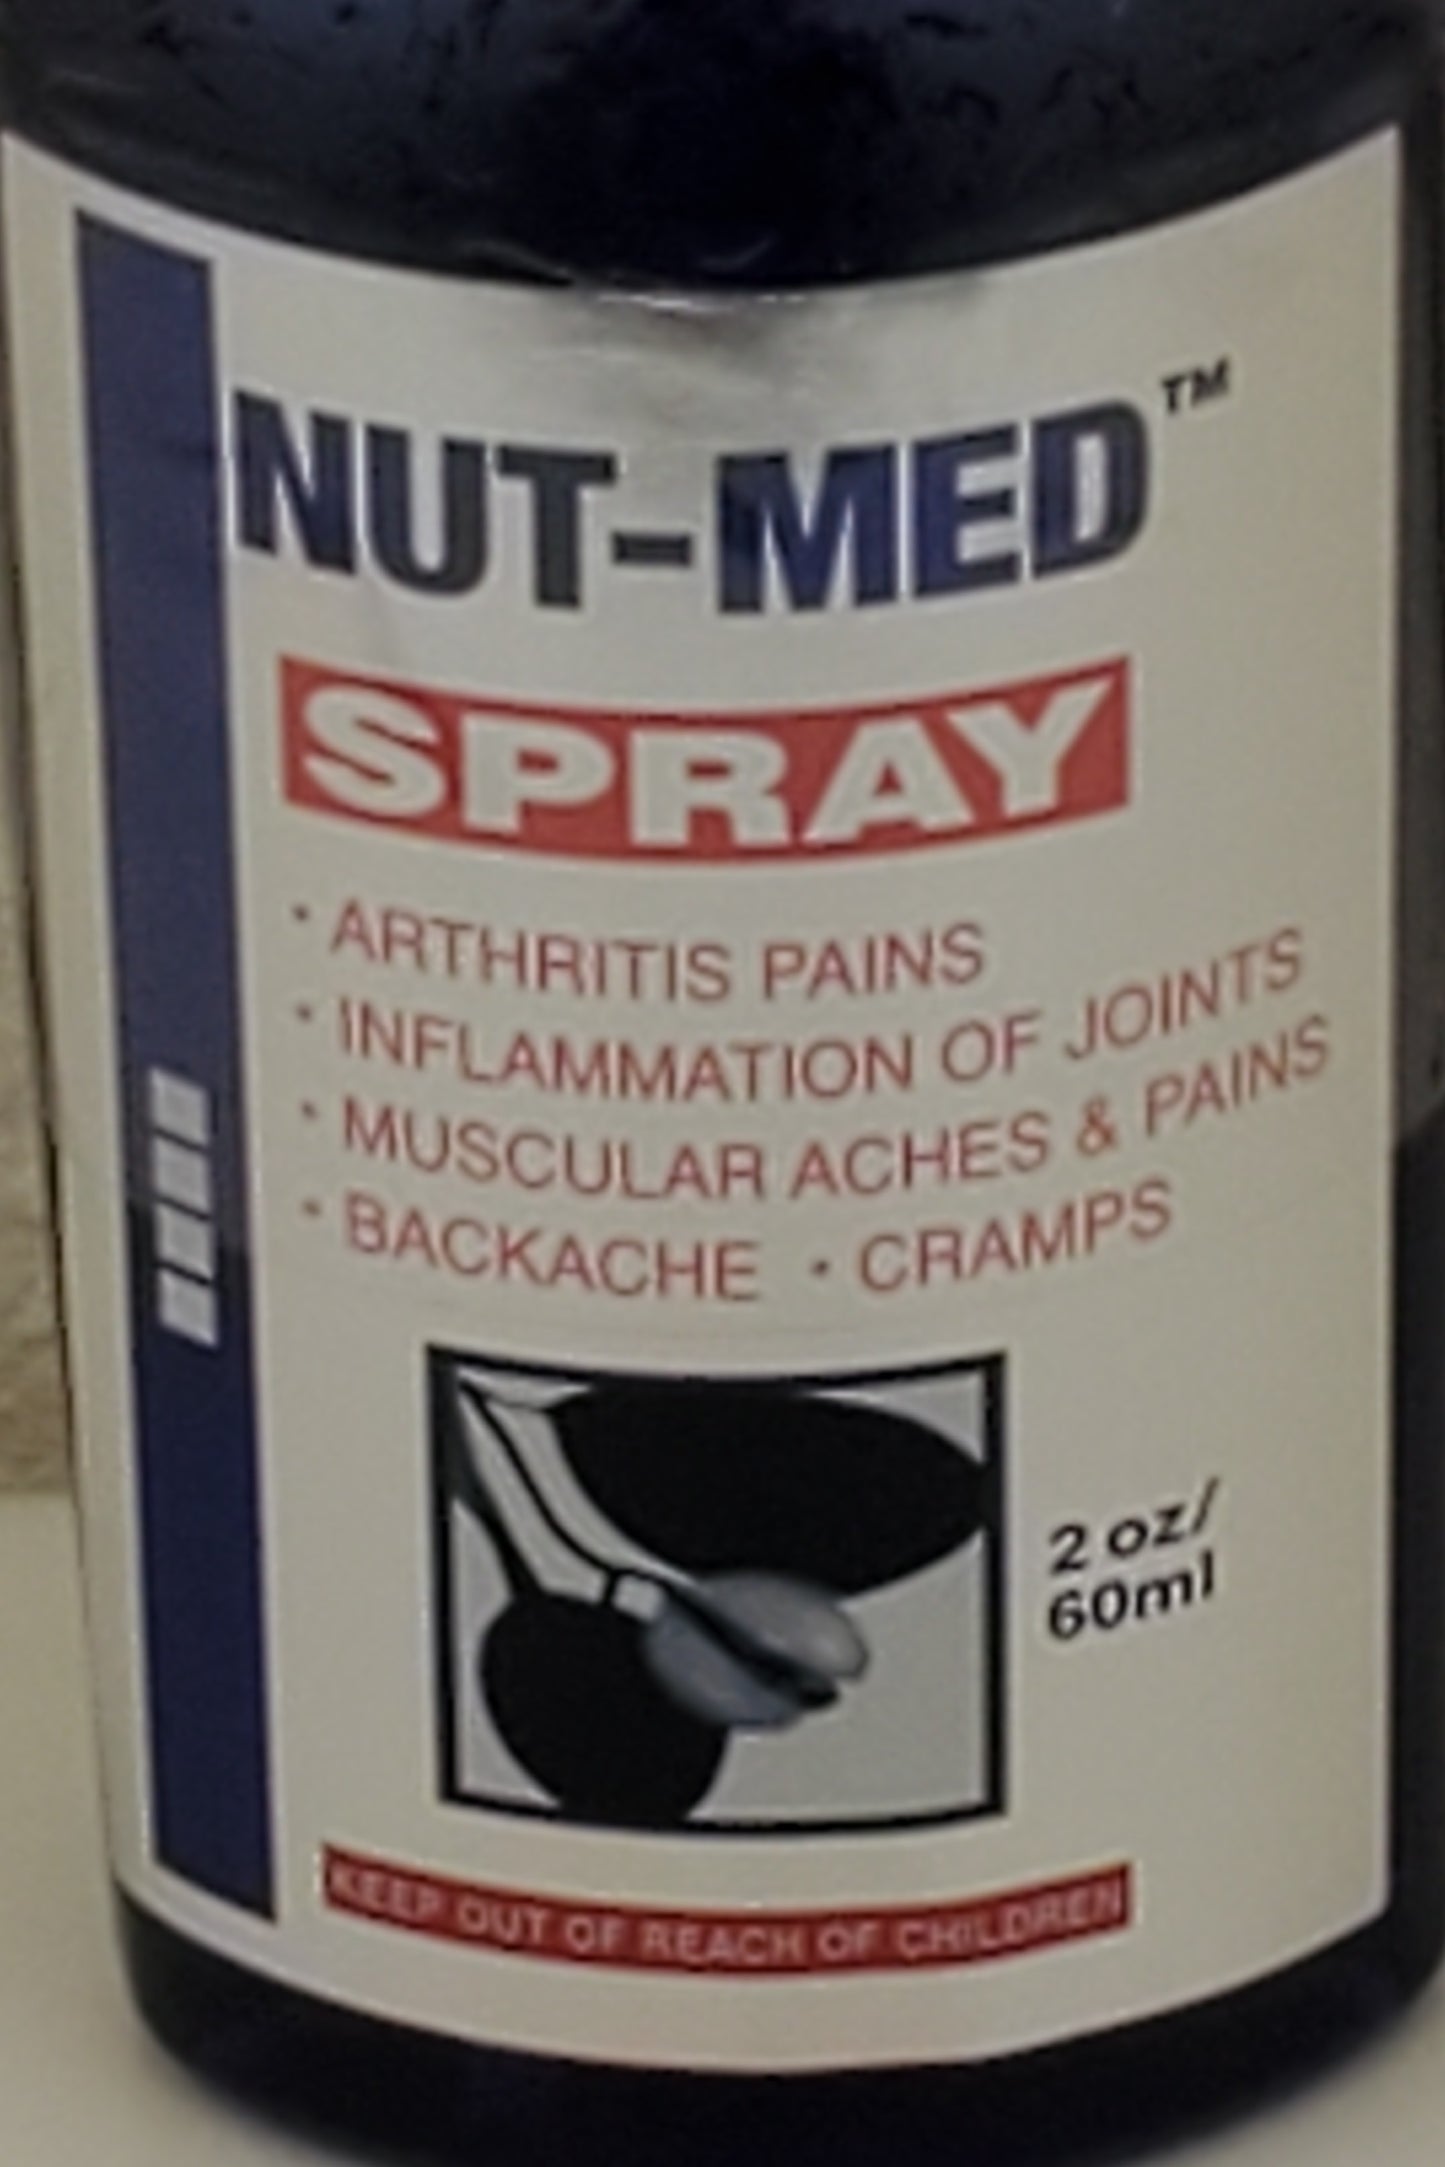 NUT-MED™
SPRAY
· ARTHRITIS PAINS
· INFLAMMATION OF JOINTS
· MUSCULAR ACHES & PAINS
· BACKACHE · CRAMPS
2 oz/
60ml
KEEP OUT OF REACH OF CHILDREN